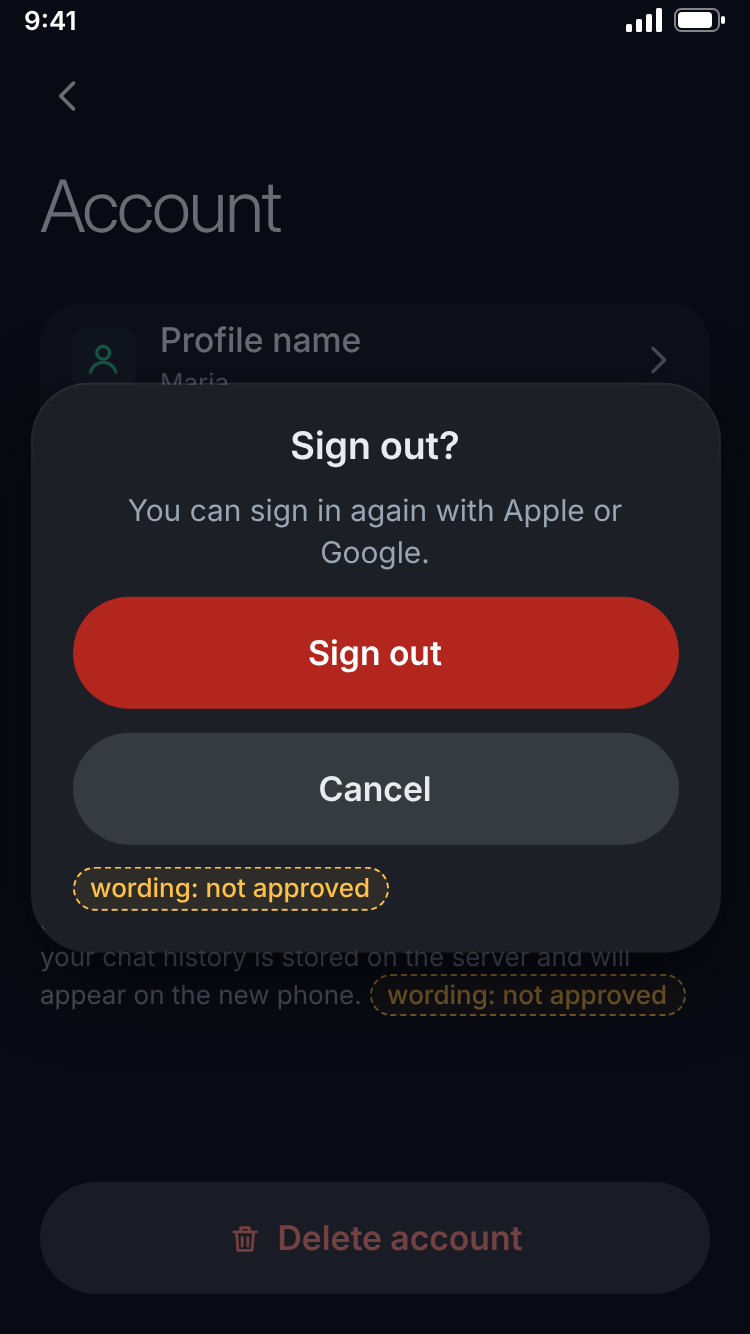 9:41
Account
Profile name
Maria
Sign out?
You can sign in again with Apple or
Google.
Sign out
Cancel
wording: not approved
your chat history is stored on the server and will
appear on the new phone. wording: not approved
Delete account